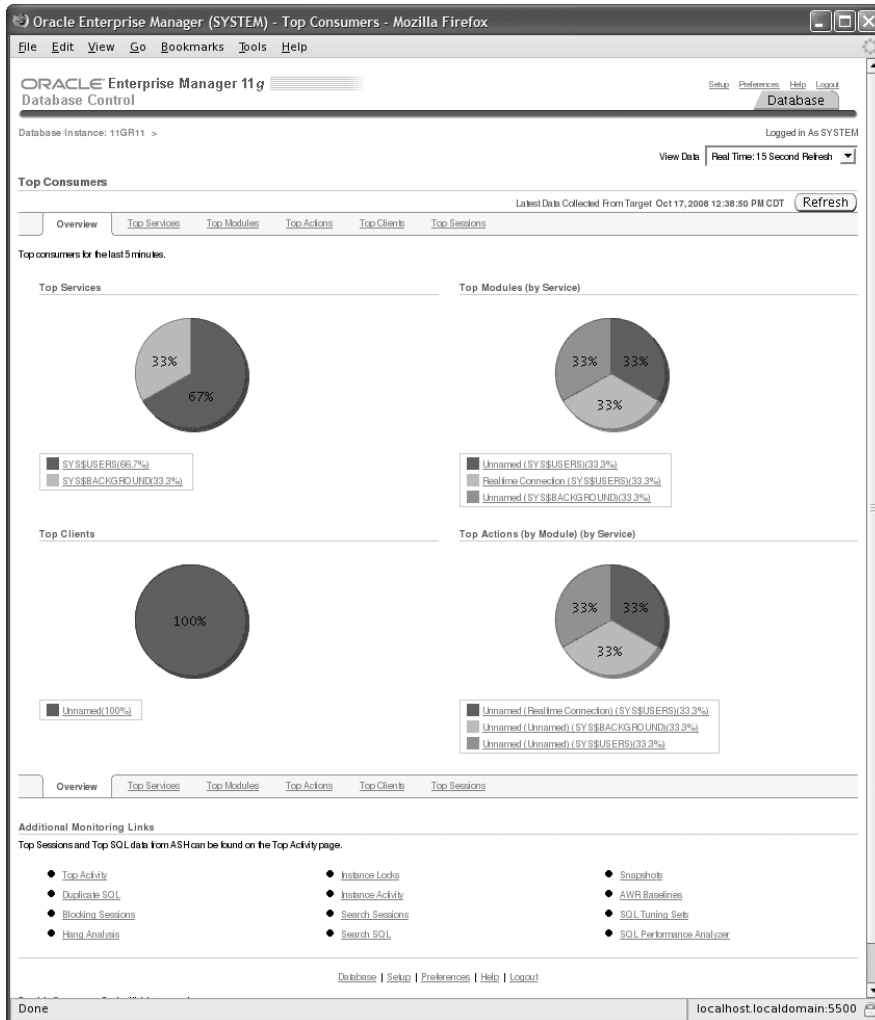 Oracle Enterprise Manager (SYSTEM) - Top Consumers - Mozilla Firefox
File Edit View Go Bookmarks Tools Help
ORACLE Enterprise Manager 11g
Setup Preferences Help Logout
Database Control
Database
Database Instance: 11GR11 >
Logged in As SYSTEM
View Data Real Time: 15 Second Refresh
Top Consumers
Latest Data Collected From Target Oct 17, 2008 12:38:50 PM CDT Refresh
Overview Top Services Top Modules Top Actions Top Clients Top Sessions
Top consumers for the last 5 minutes.
Top Services
33%
67%
SYS$USERS(66.7%)
SYS$BACKGROUND(33.3%)
Top Modules (by Service)
33% 33%
33%
Unnamed (SYS$USERS)(33.3%)
Realtime Connection (SYS$USERS)(33.3%)
Unnamed (SYS$BACKGROUND)(33.3%)
Top Clients
100%
Unnamed(100%)
Top Actions (by Module) (by Service)
33% 33%
33%
Unnamed (Realtime Connection) (SYS$USERS)(33.3%)
Unnamed (Unnamed) (SYS$BACKGROUND)(33.3%)
Unnamed (Unnamed) (SYS$USERS)(33.3%)
Overview Top Services Top Modules Top Actions Top Clients Top Sessions
Additional Monitoring Links
Top Sessions and Top SQL data from ASH can be found on the Top Activity page.
Top Activity
Duplicate SQL
Blocking Sessions
Hang Analysis
Instance Locks
Instance Activity
Search Sessions
Search SQL
Snapshots
AWR Baselines
SQL Tuning Sets
SQL Performance Analyzer
Database | Setup | Preferences | Help | Logout
Done
localhost.localdomain:5500